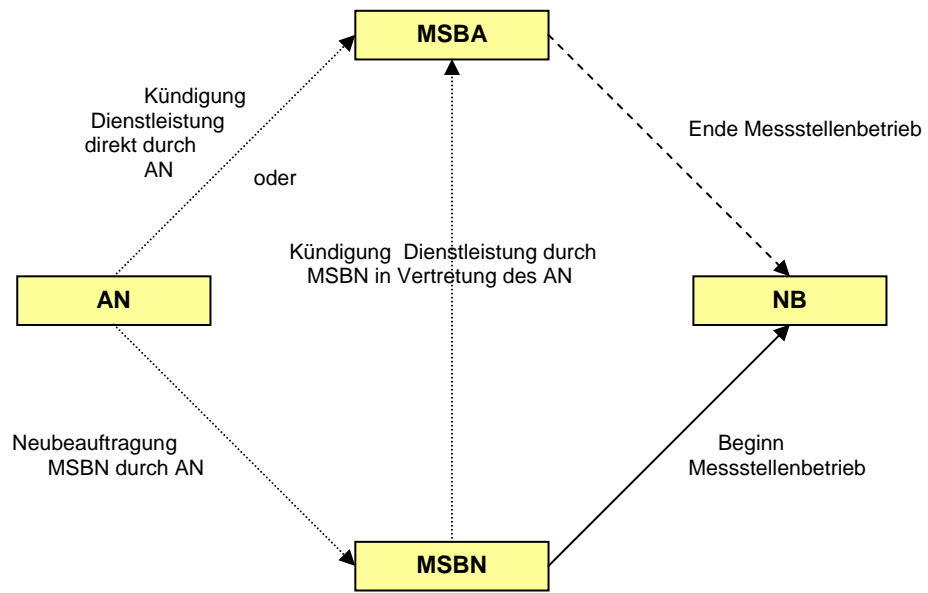 MSBA
Kündigung
Dienstleistung
direkt durch
AN
oder
Ende Messstellenbetrieb
Kündigung Dienstleistung durch
MSBN in Vertretung des AN
AN
NB
Neubeauftragung
MSBN durch AN
Beginn
Messstellenbetrieb
MSBN